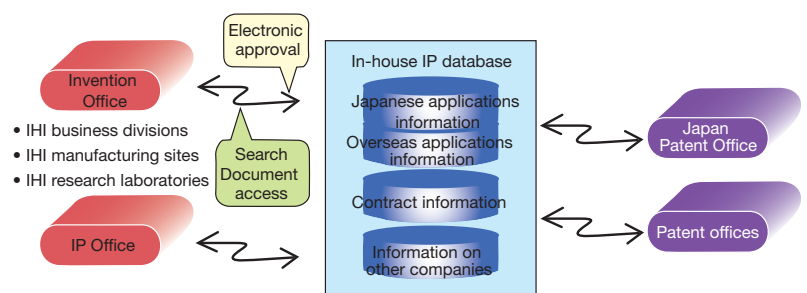 Electronic
approval
Invention
Office
• IHI business divisions
• IHI manufacturing sites
• IHI research laboratories
Search
Document
access
IP Office
In-house IP database
Japanese applications
information
Overseas applications
information
Contract information
Information on
other companies
Japan
Patent Office
Patent offices